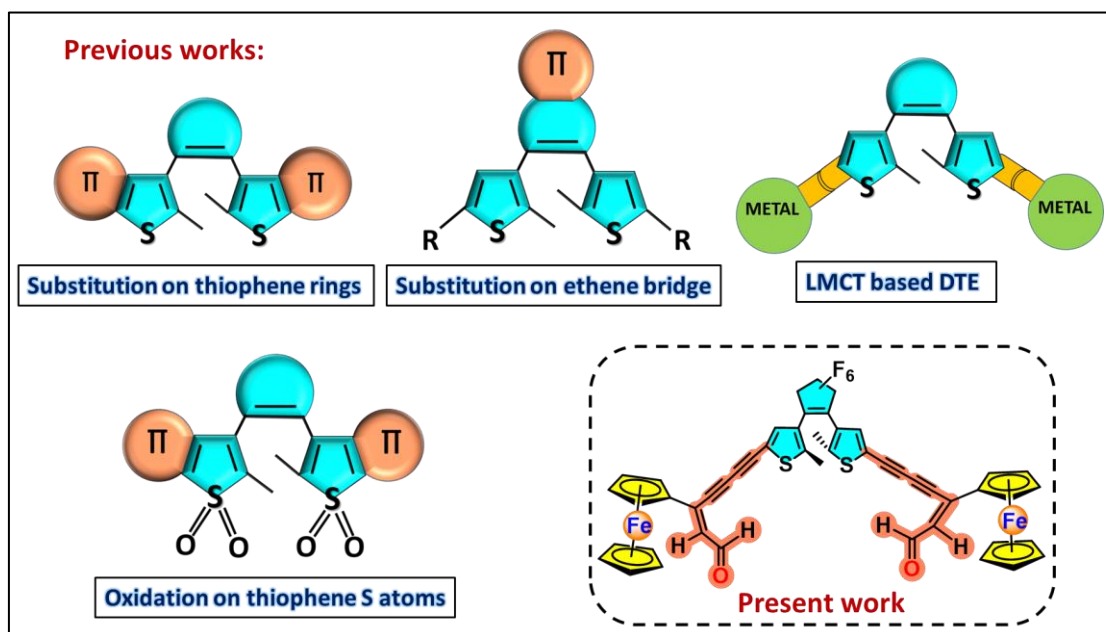 Previous works:
π
π
S
S
Substitution on thiophene rings
π
S
S
R
R
Substitution on ethene bridge
METAL
S
S
METAL
LMCT based DTE
π
π
S
S
O
O
O
O
Oxidation on thiophene S atoms
F6
S
S
Fe
H
H
O
H
H
O
Fe
Present work